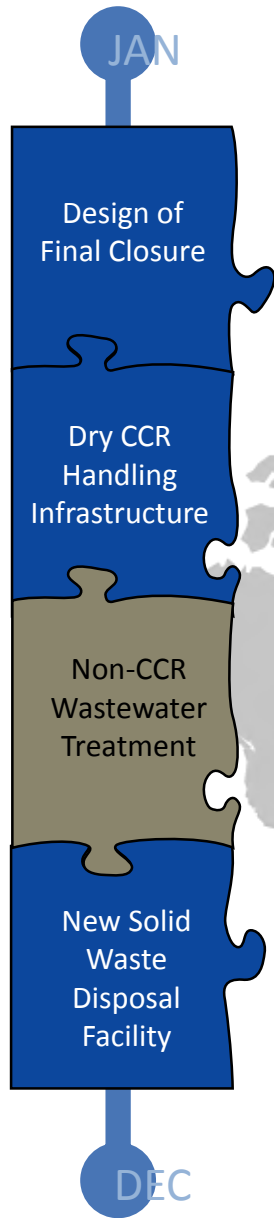 JAN
Design of
Final Closure
Dry CCR
Handling
Infrastructure
Non-CCR
Wastewater
Treatment
New Solid
Waste
Disposal
Facility
DEC